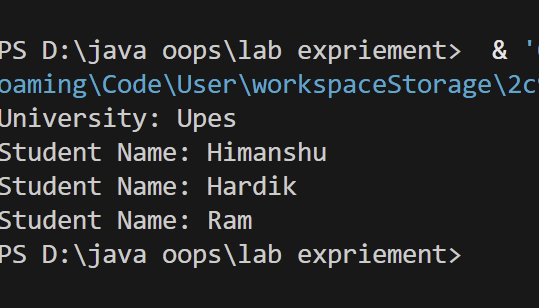 PS D:\java oops\lab expriement>  & '
oaming\Code\User\workspaceStorage\2c
University: Upes
Student Name: Himanshu
Student Name: Hardik
Student Name: Ram
PS D:\java oops\lab expriement>